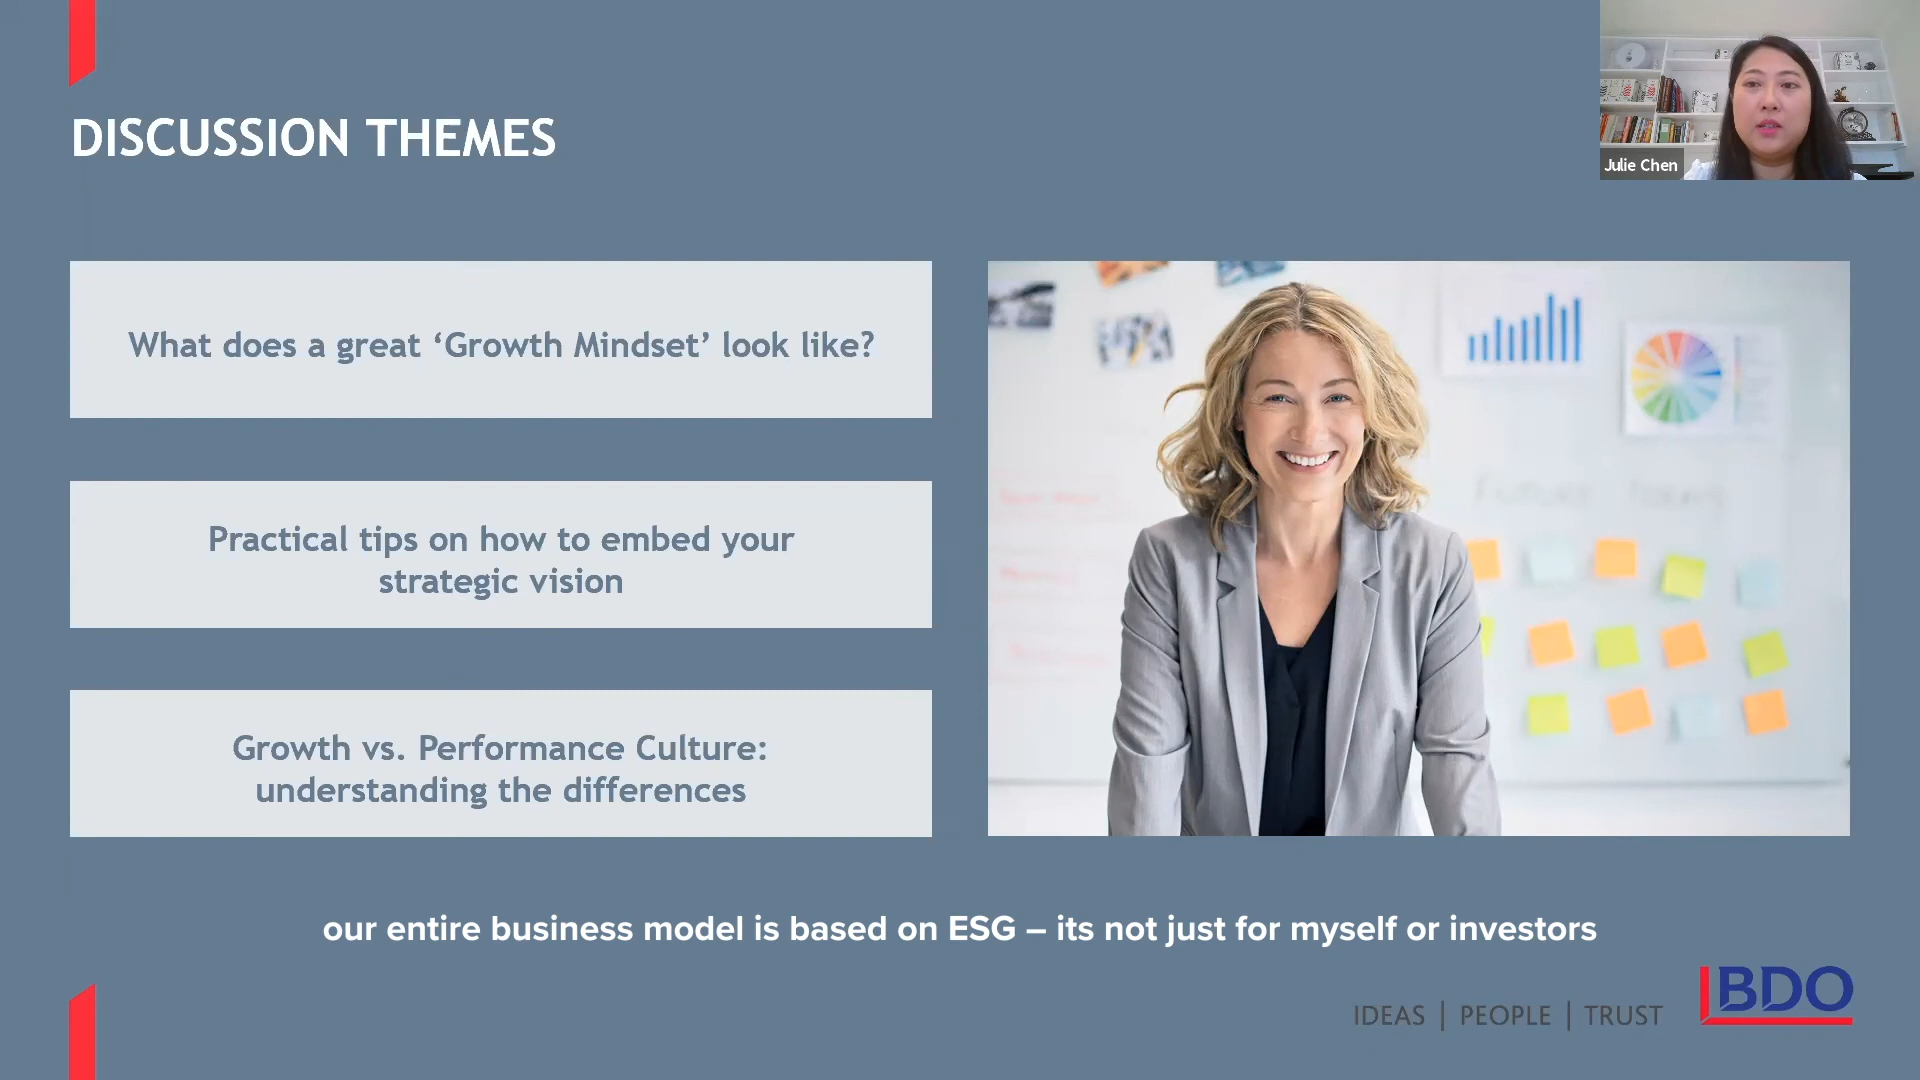 DISCUSSION THEMES
Julie Chen
What does a great ‘Growth Mindset’ look like?
Practical tips on how to embed your
strategic vision
Growth vs. Performance Culture:
understanding the differences
our entire business model is based on ESG – its not just for myself or investors
IDEAS | PEOPLE | TRUST
BDO